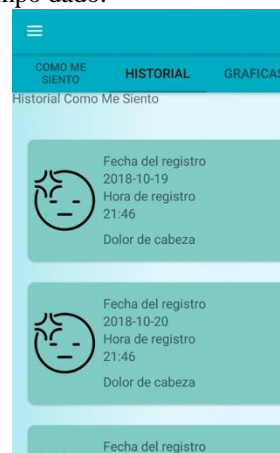 mpo dado.
COMO ME
SIENTO
HISTORIAL
GRAFICAS
Historial Como Me Siento
Fecha del registro
2018-10-19
Hora de registro
21:46
Dolor de cabeza
Fecha del registro
2018-10-20
Hora de registro
21:46
Dolor de cabeza
Fecha del registro